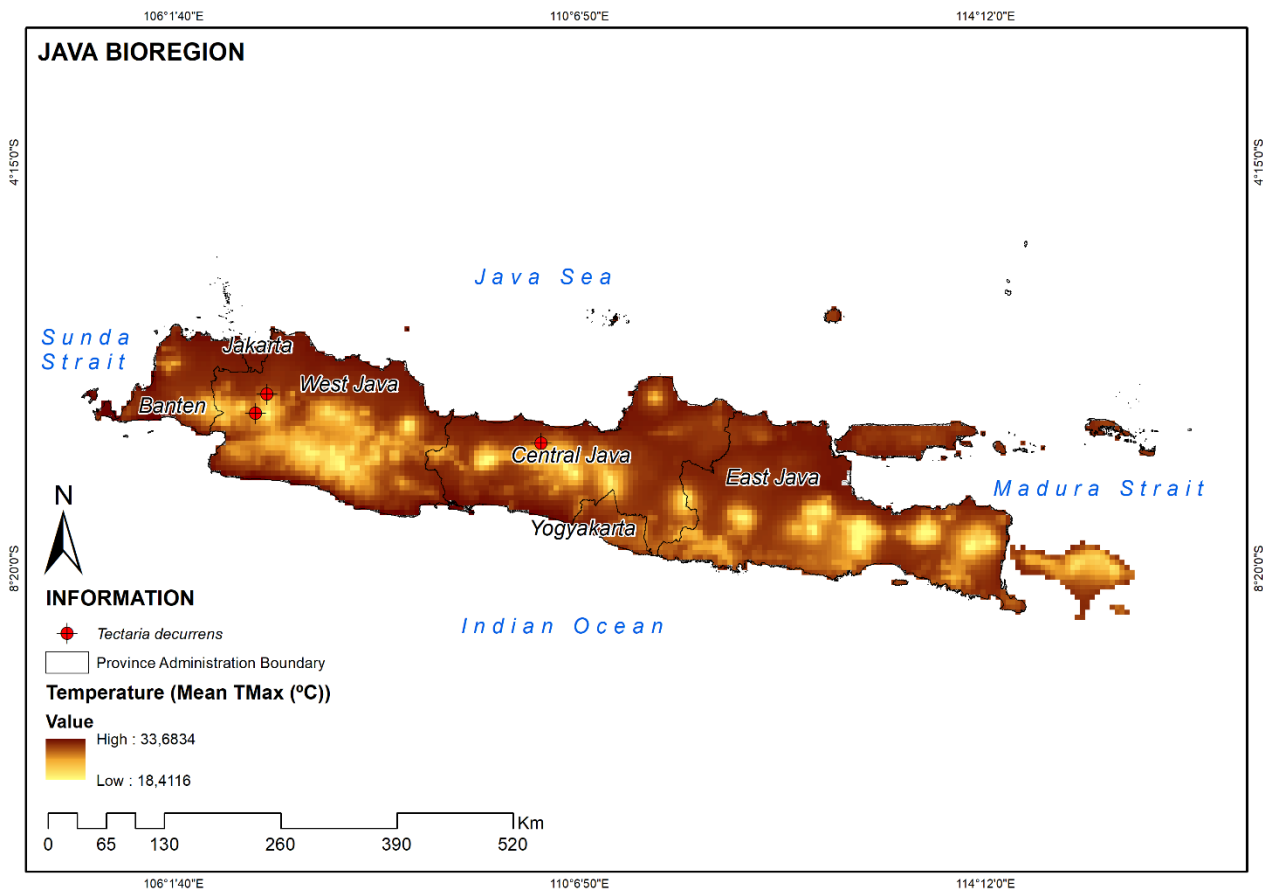 106°1'40"E 110°6'50"E 114°12'0"E
JAVA BIOREGION
4°15'0"S 4°15'0"S
Java Sea
Sunda
Strait
Jakarta
West Java
Banten
Central Java
East Java
Madura Strait
Yogyakarta
N
8°20'0"S 8°20'0"S
INFORMATION
Indian Ocean
Tectaria decurrens
Province Administration Boundary
Temperature (Mean TMax (ºC))
Value
High : 33,6834
Low : 18,4116
Km
0 65 130 260 390 520
106°1'40"E 110°6'50"E 114°12'0"E